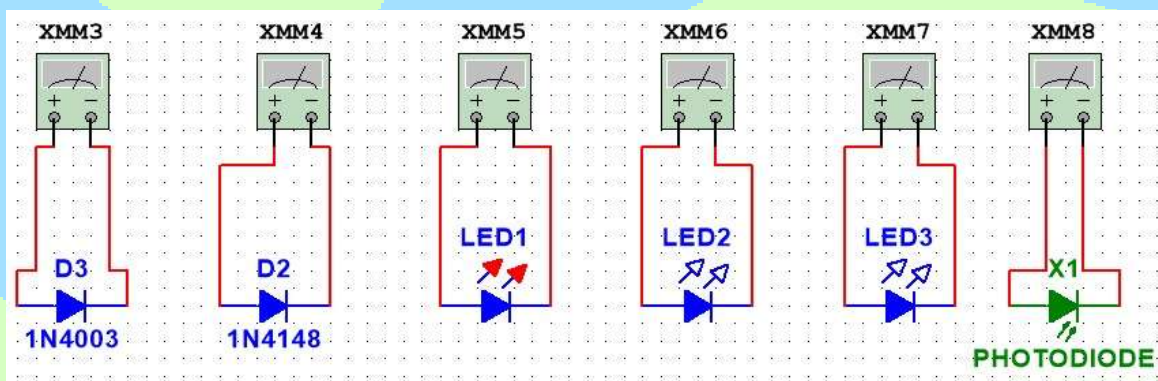 XMM3 XMM4 XMM5 XMM6 XMM7 XMM8
+ − + − + − + − + − + −
LED1 LED2 LED3
D3 D2 X1
1N4003 1N4148
PHOTODIODE